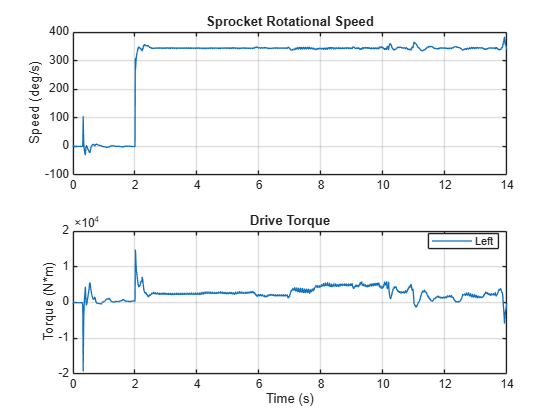 Sprocket Rotational Speed
400
300
200
100
0
-100
Speed (deg/s)
0 2 4 6 8 10 12 14
Drive Torque
×10⁴
2
1
0
-1
-2
Torque (N*m)
Left
0 2 4 6 8 10 12 14
Time (s)